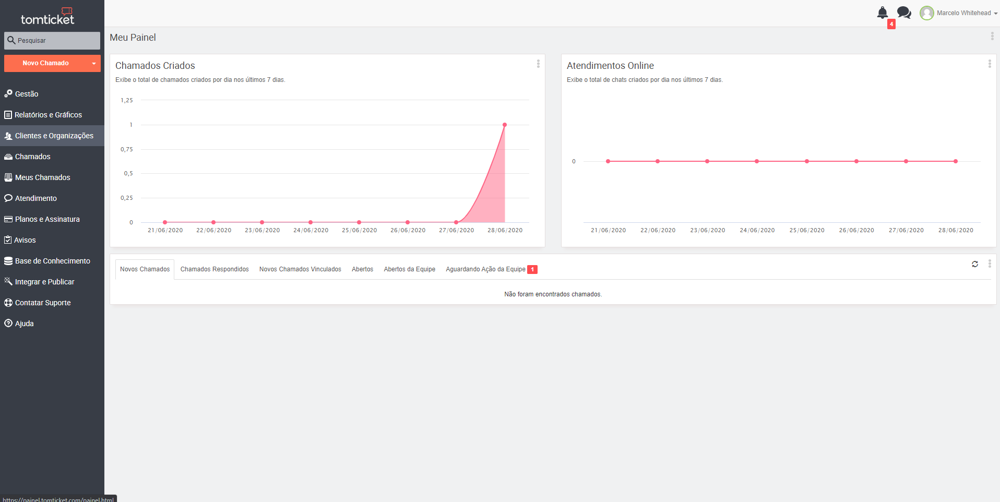 tomticket
Pesquisar
Novo Chamado
Gestão
Relatórios e Gráficos
Clientes e Organizações
Chamados
Meus Chamados
Atendimento
Planos e Assinatura
Avisos
Base de Conhecimento
Integrar e Publicar
Contatar Suporte
Ajuda
https://painel.tomticket.com/painel.html
4
Marcelo Whitehead
Meu Painel
Chamados Criados
Exibe o total de chamados criados por dia nos últimos 7 dias.
1,25
1
0,75
0,5
0,25
0
21/06/2020 22/06/2020 23/06/2020 24/06/2020 25/06/2020 26/06/2020 27/06/2020 28/06/2020
Atendimentos Online
Exibe o total de chats criados por dia nos últimos 7 dias.
0
21/06/2020 22/06/2020 23/06/2020 24/06/2020 25/06/2020 26/06/2020 27/06/2020 28/06/2020
Novos Chamados Chamados Respondidos Novos Chamados Vinculados Abertos Abertos da Equipe Aguardando Ação da Equipe 1
Não foram encontrados chamados.